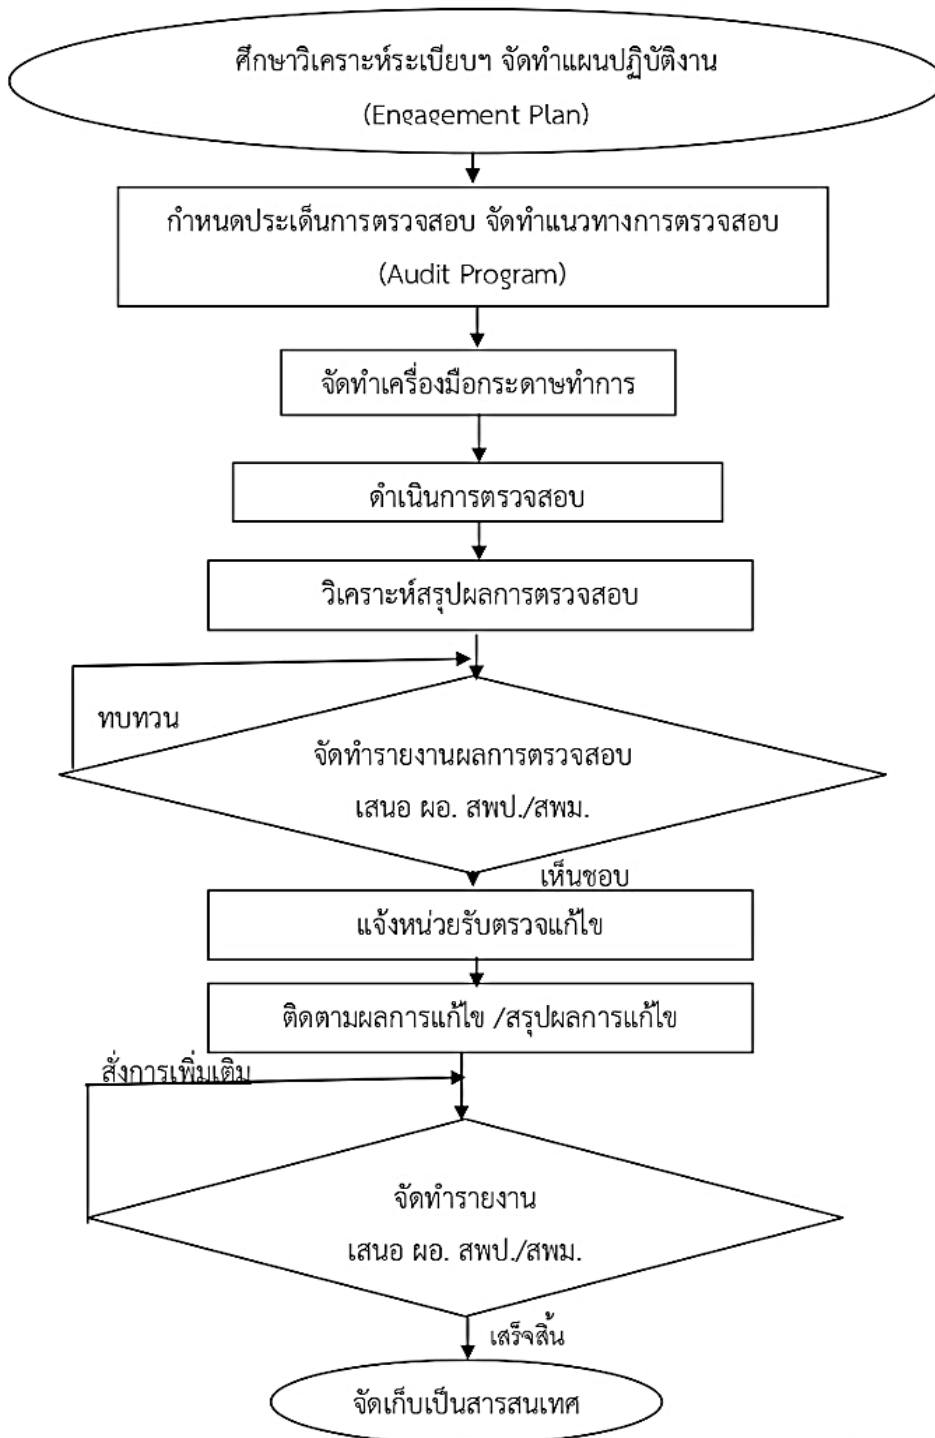 ศึกษาวิเคราะห์ระเบียบฯ จัดทำแผนปฏิบัติงาน
(Engagement Plan)
กำหนดประเด็นการตรวจสอบ จัดทำแนวทางการตรวจสอบ
(Audit Program)
จัดทำเครื่องมือกระดาษทำการ
ดำเนินการตรวจสอบ
วิเคราะห์สรุปผลการตรวจสอบ
ทบทวน
จัดทำรายงานผลการตรวจสอบ
เสนอ ผอ. สพป./สพม.
เห็นชอบ
แจ้งหน่วยรับตรวจแก้ไข
ติดตามผลการแก้ไข /สรุปผลการแก้ไข
สั่งการเพิ่มเติม
จัดทำรายงาน
เสนอ ผอ. สพป./สพม.
เสร็จสิ้น
จัดเก็บเป็นสารสนเทศ